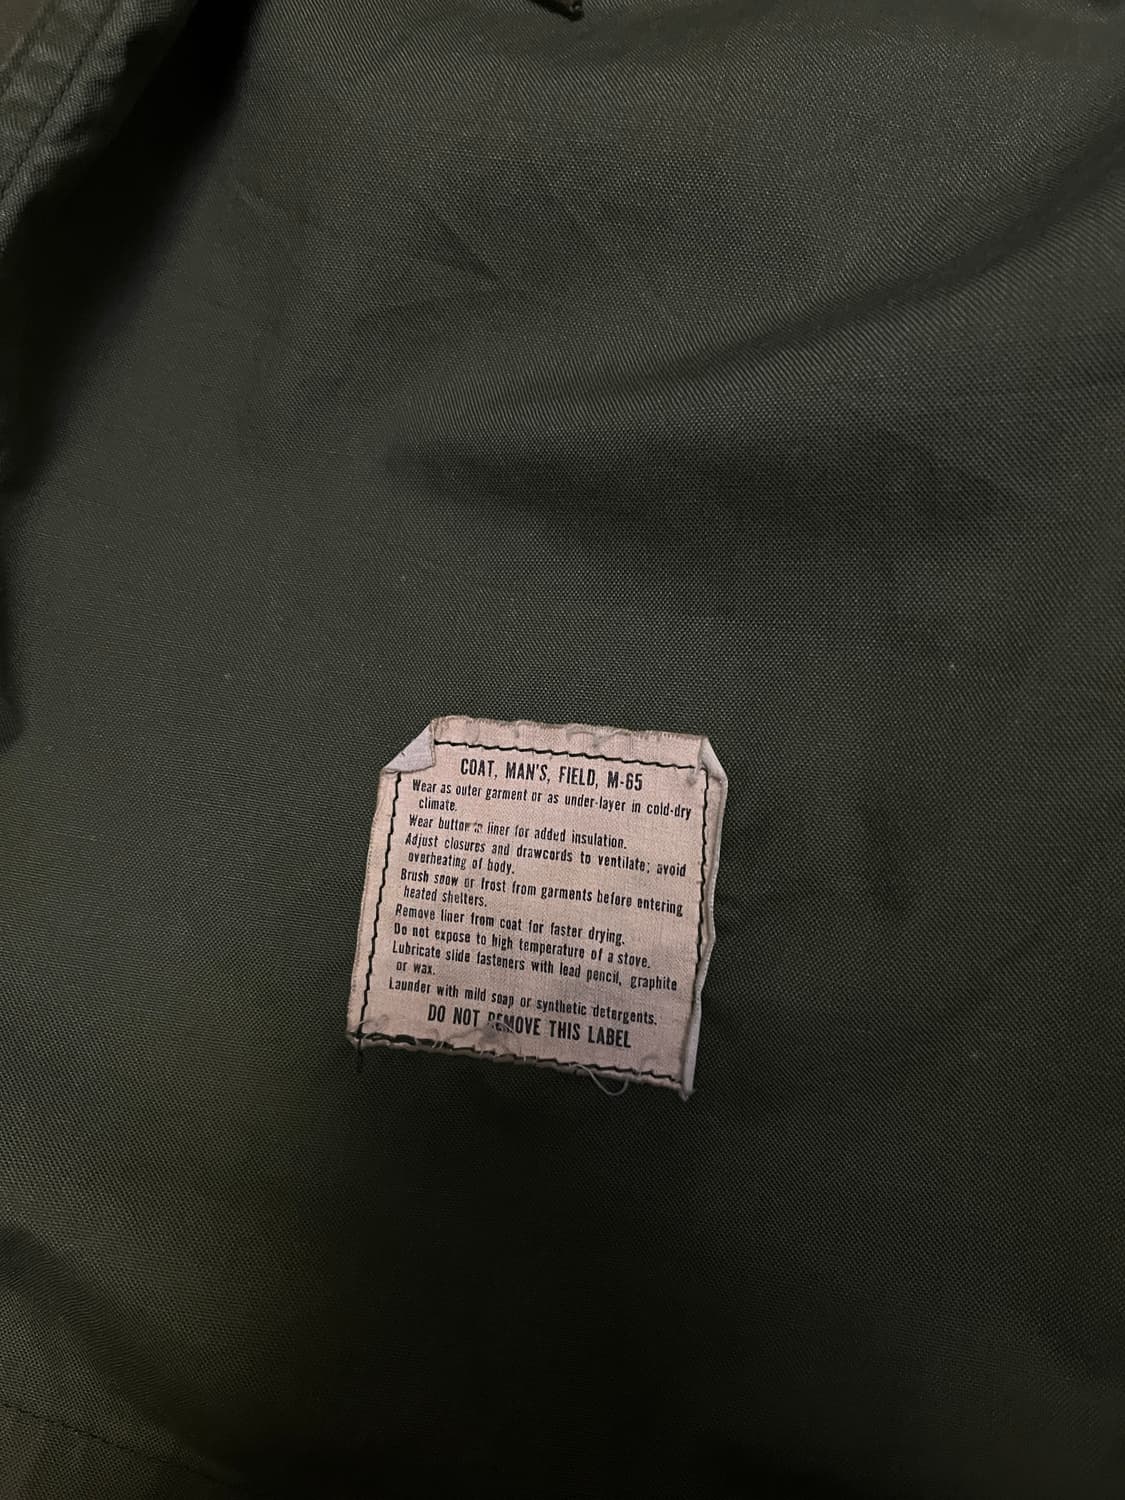 COAT, MAN'S, FIELD, M-65
Wear as outer garment or as under-layer in cold-dry
climate.
Wear button in liner for added insulation.
Adjust closures and drawcords to ventilate; avoid
overheating of body.
Brush snow or frost from garments before entering
heated shelters.
Remove liner from coat for faster drying.
Do not expose to high temperature of a stove.
Lubricate slide fasteners with lead pencil, graphite
or wax.
Launder with mild soap or synthetic detergents.
DO NOT REMOVE THIS LABEL